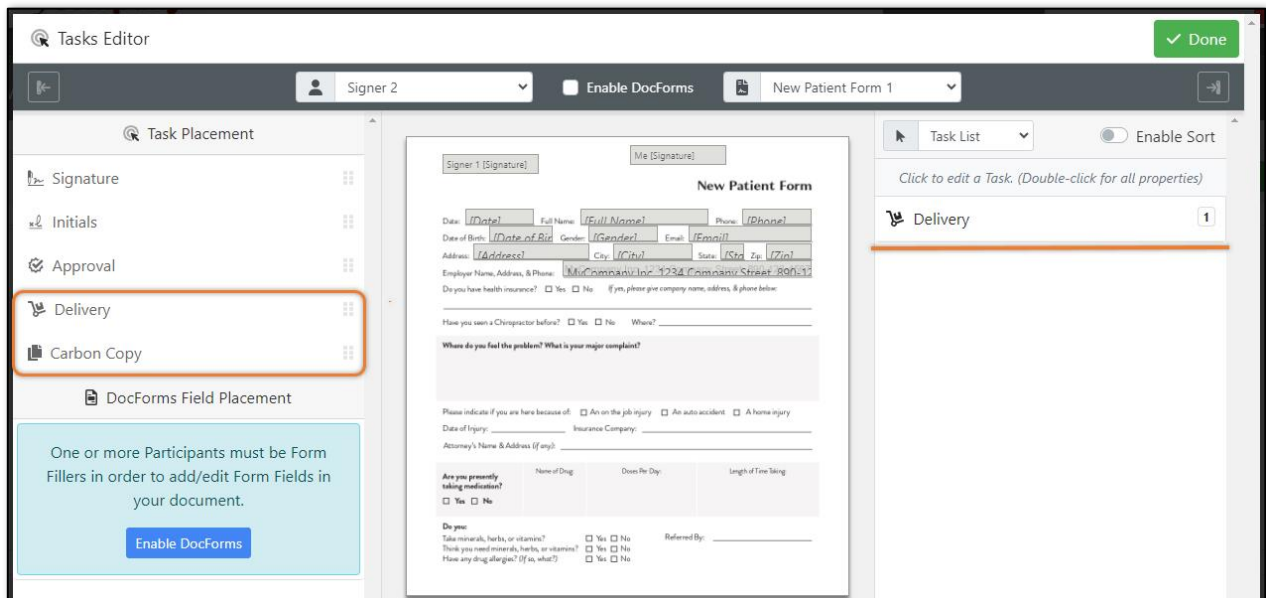 Tasks Editor
Done
Signer 2
Enable DocForms
New Patient Form 1
Task Placement
Signature
Initials
Approval
Delivery
Carbon Copy
DocForms Field Placement
One or more Participants must be Form
Fillers in order to add/edit Form Fields in
your document.
Enable DocForms
Signer 1 [Signature]
Me [Signature]
New Patient Form
Date: [Date] Full Name: [Full Name] Phone: [Phone]
Date of Birth: [Date of Bir Gender: [Gender] Email: [Email]
Address: [Address] City: [City] State: [Sta Zip: [Zip]
Employer Name, Address, & Phone: MyCompany Inc. 1234 Company Street, 890-12
Do you have health insurance? Yes No If yes, please give company name, address, & phone below:
Have you seen a Chiropractor before? Yes No Where?
Where do you feel the problem? What is your major complaint?
Please indicate if you are here because of: An on the job injury An auto accident A home injury
Date of Injury: Insurance Company:
Attorney's Name & Address (if any):
Are you presently
taking medication?
Yes No
Name of Drug: Doses Per Day: Length of Time Taking:
Do you:
Take minerals, herbs, or vitamins? Yes No Referred By:
Think you need minerals, herbs, or vitamins? Yes No
Have any drug allergies? (If so, what?) Yes No
Task List
Enable Sort
Click to edit a Task. (Double-click for all properties)
Delivery 1